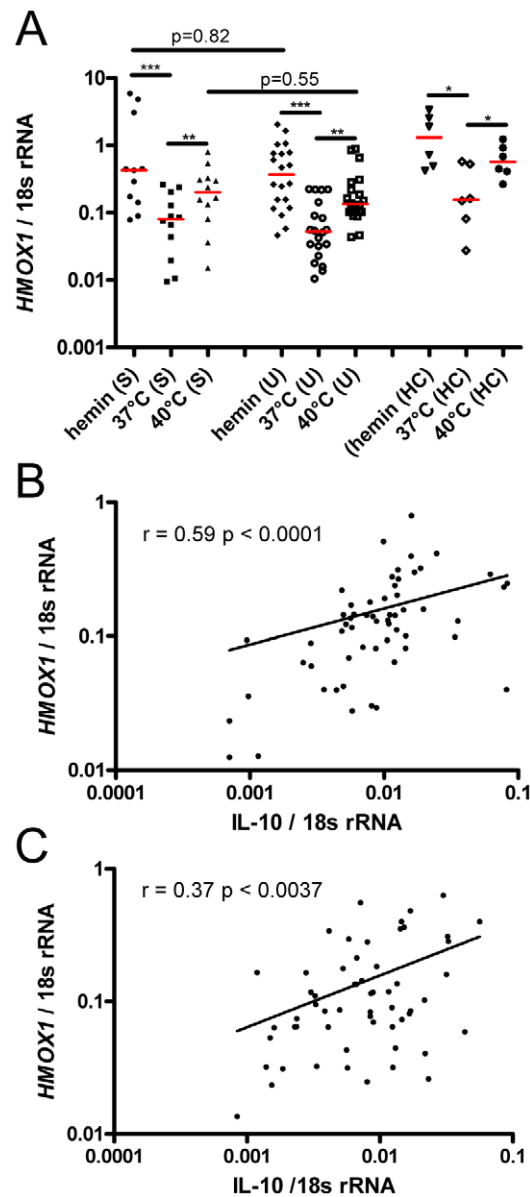 A
p=0.82
p=0.55
*** ** *** ** * *
10
1
0.1
0.01
0.001
HMOX1 / 18s rRNA
hemin (S)
37°C (S)
40°C (S)
hemin (U)
37°C (U)
40°C (U)
(hemin (HC)
37°C (HC)
40°C (HC)
B
r = 0.59 p < 0.0001
1
0.1
0.01
HMOX1 / 18s rRNA
0.0001 0.001 0.01 0.1
IL-10 / 18s rRNA
C
r = 0.37 p < 0.0037
1
0.1
0.01
HMOX1 / 18s rRNA
0.0001 0.001 0.01 0.1
IL-10 /18s rRNA